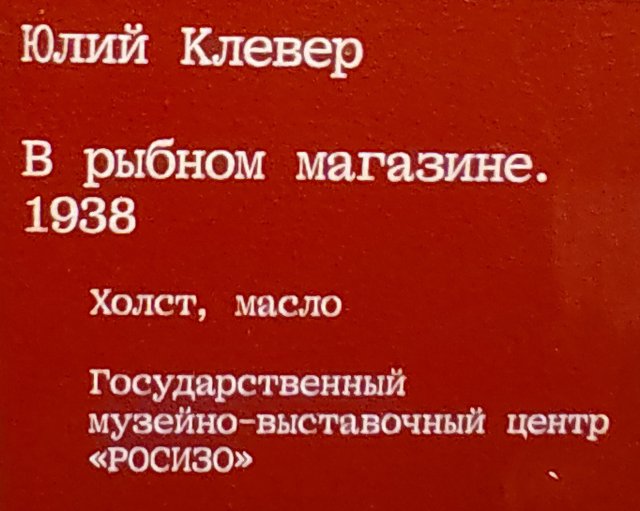 Юлий Клевер
В рыбном магазине.
1938
Холст, масло
Государственный
музейно-выставочный центр
«РОСИЗО»